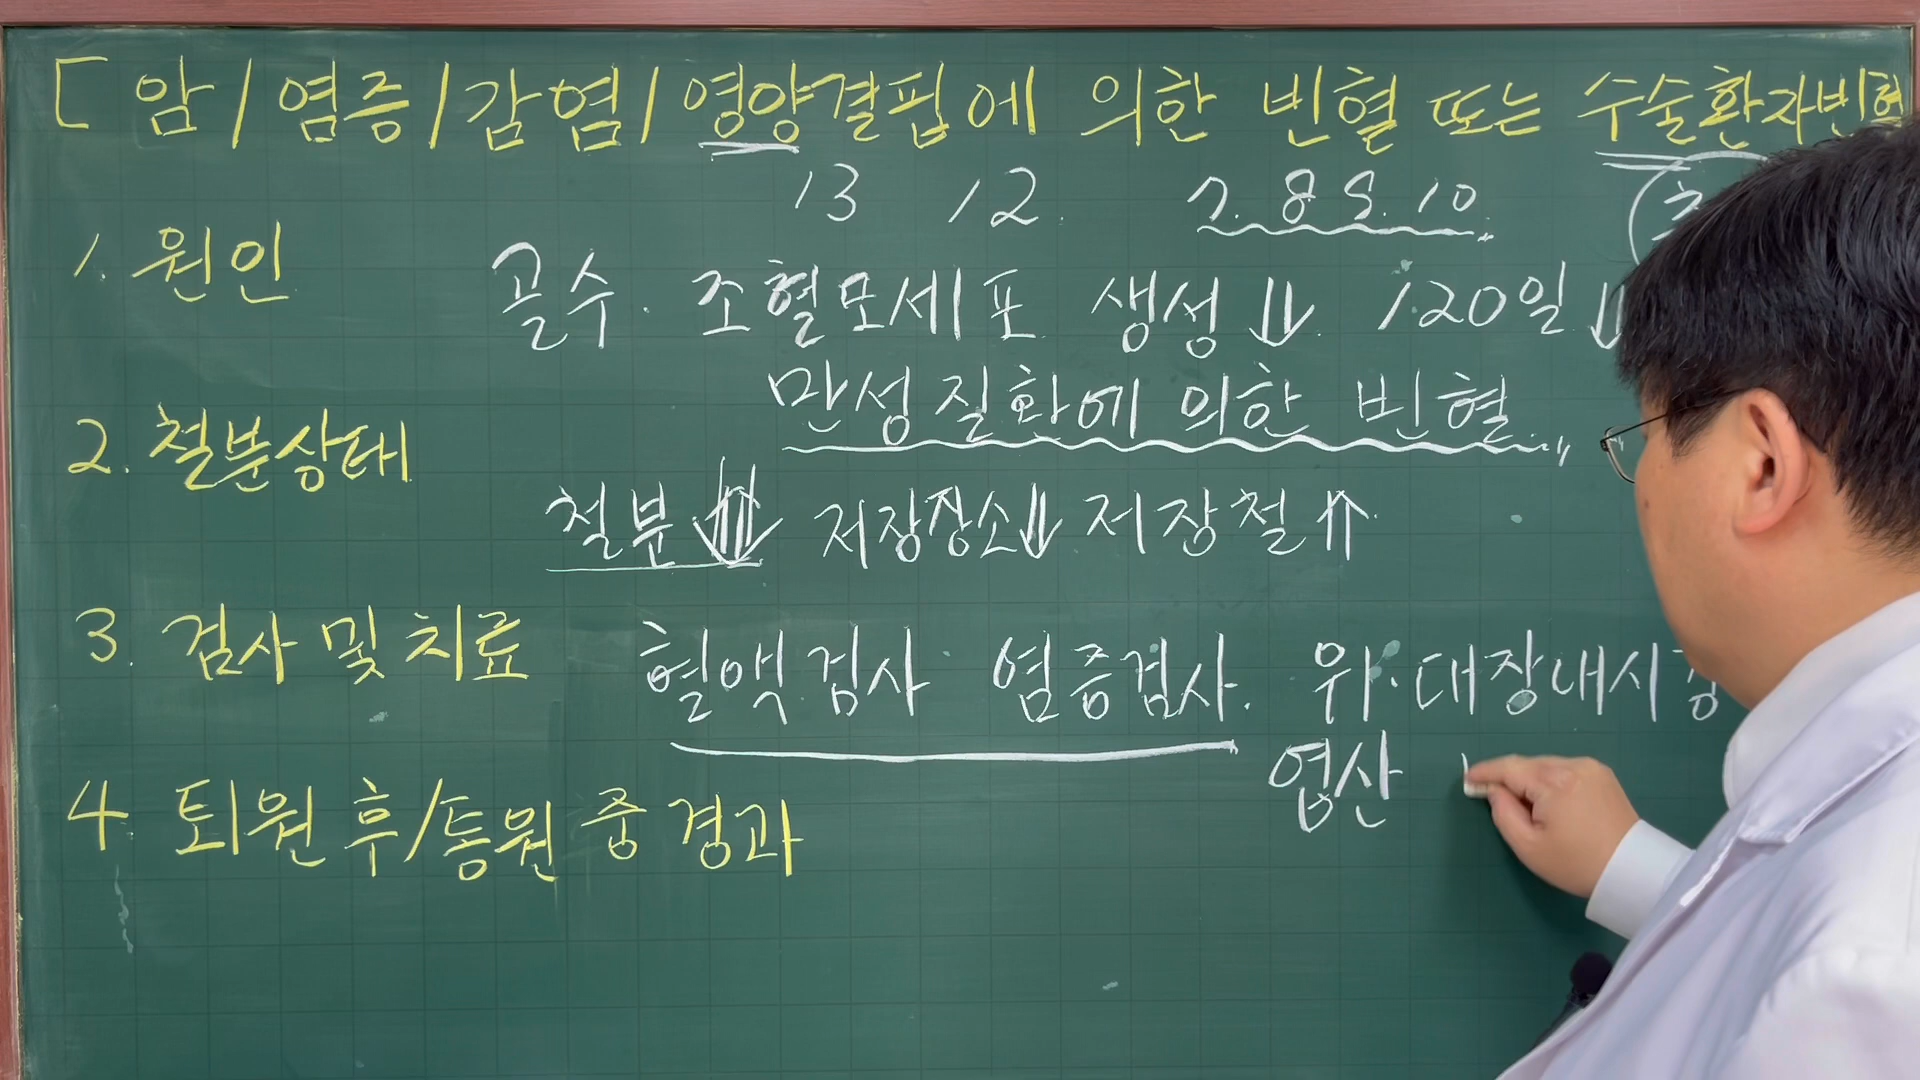 [ 암/염증/감염/영양결핍에 의한 빈혈 또는 수술환자빈혈
13 12. 7. 8 9. 10
1. 원인
골수. 조혈모세포 생성 ↓ 120일 ↓
만성질환에 의한 빈혈
2. 철분상태
철분 ↓ 저장장소 ↓ 저장철 ↑
3. 검사 및 치료
혈액검사 염증검사. 위·대장내시경
엽산
4. 퇴원 후/통원 중 경과